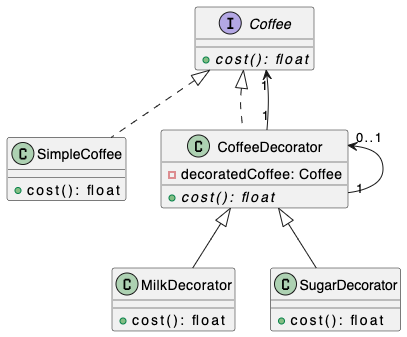 I Coffee
cost(): float
1
1
C SimpleCoffee
cost(): float
C CoffeeDecorator
decoratedCoffee: Coffee
cost(): float
0..1
1
C MilkDecorator
cost(): float
C SugarDecorator
cost(): float